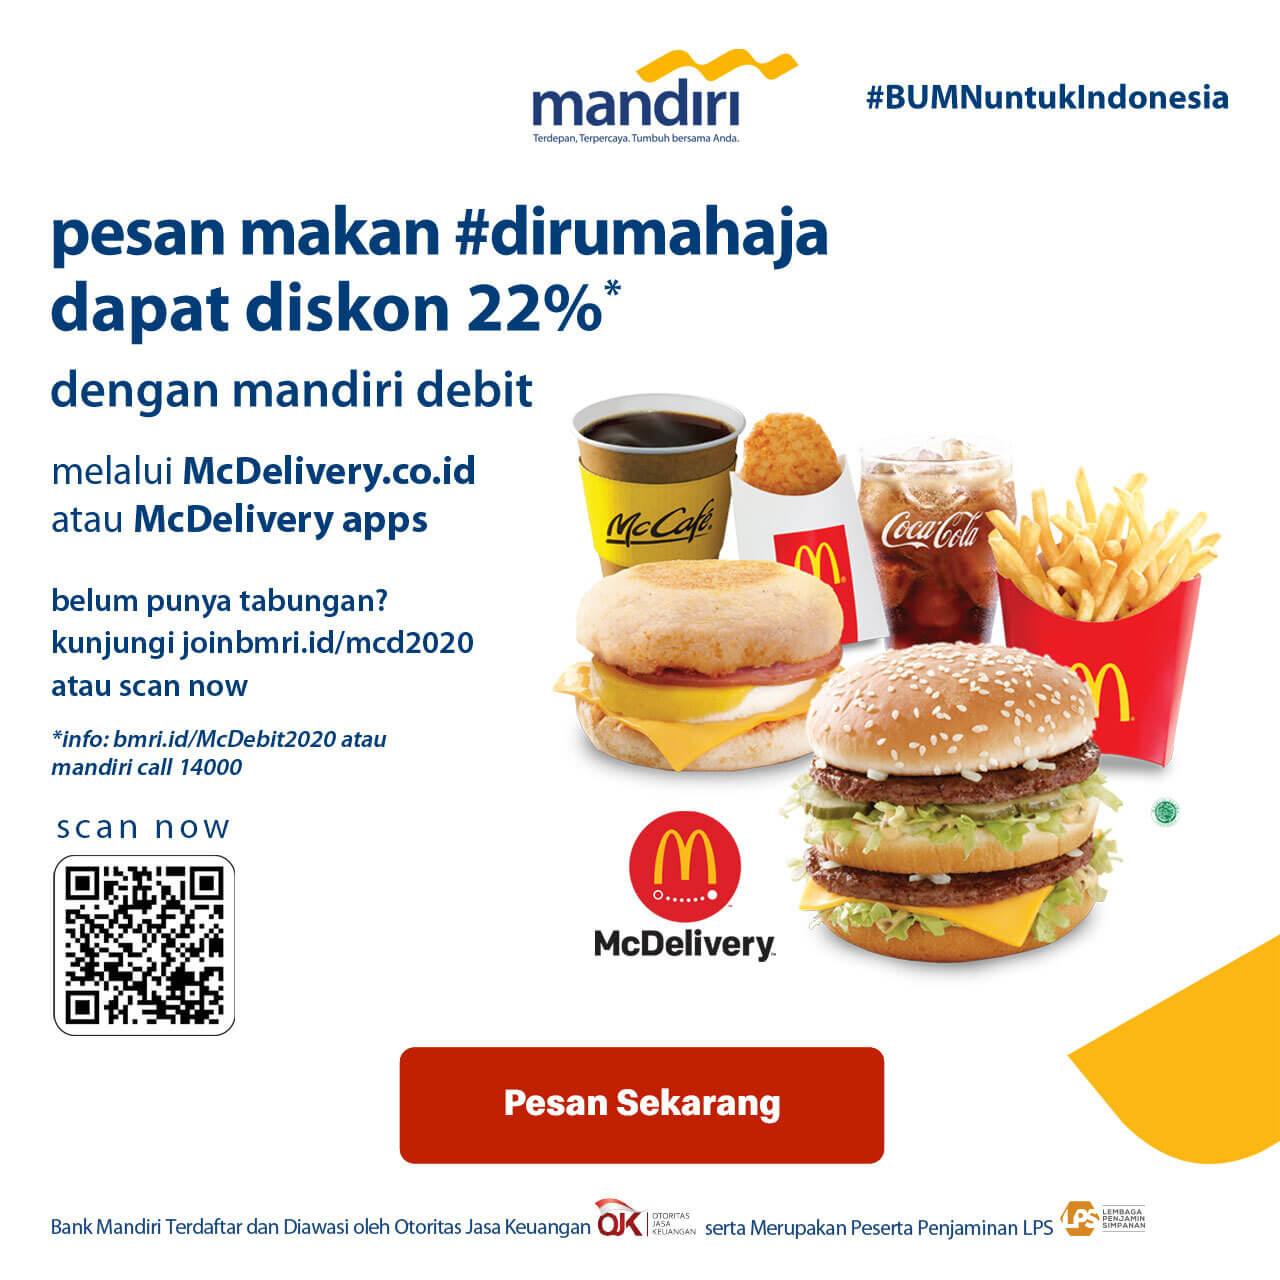 mandırı
Terdepan, Terpercaya. Tumbuh bersama Anda.
#BUMNuntukIndonesia
pesan makan #dirumahaja
dapat diskon 22%*
dengan mandiri debit
melalui McDelivery.co.id
atau McDelivery apps
belum punya tabungan?
kunjungi joinbmri.id/mcd2020
atau scan now
*info: bmri.id/McDebit2020 atau
mandiri call 14000
scan now
McCafé®
Coca-Cola
McDelivery™
Pesan Sekarang
Bank Mandiri Terdaftar dan Diawasi oleh Otoritas Jasa Keuangan OJK OTORITAS JASA KEUANGAN serta Merupakan Peserta Penjaminan LPS LPS LEMBAGA PENJAMIN SIMPANAN